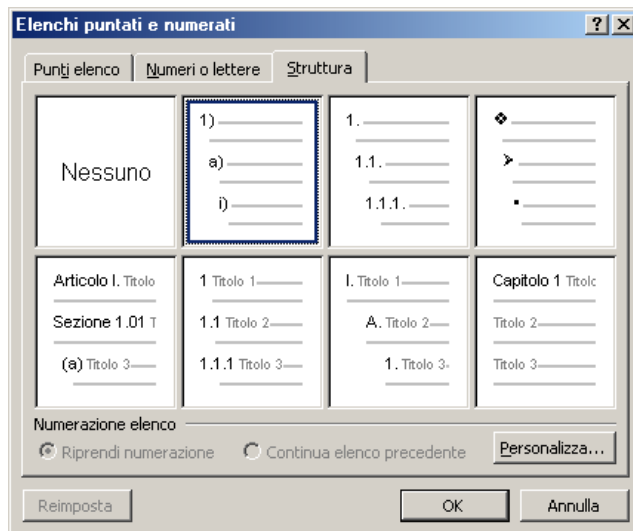 Elenchi puntati e numerati
Punti elenco
Numeri o lettere
Struttura
Nessuno
1)
a)
i)
1.
1.1.
1.1.1.
Articolo I. Titolo
Sezione 1.01 T
(a) Titolo 3
1 Titolo 1
1.1 Titolo 2
1.1.1 Titolo 3
I. Titolo 1
A. Titolo 2
1. Titolo 3
Capitolo 1 Titolo
Titolo 2
Titolo 3
Numerazione elenco
Riprendi numerazione
Continua elenco precedente
Personalizza...
Reimposta
OK
Annulla